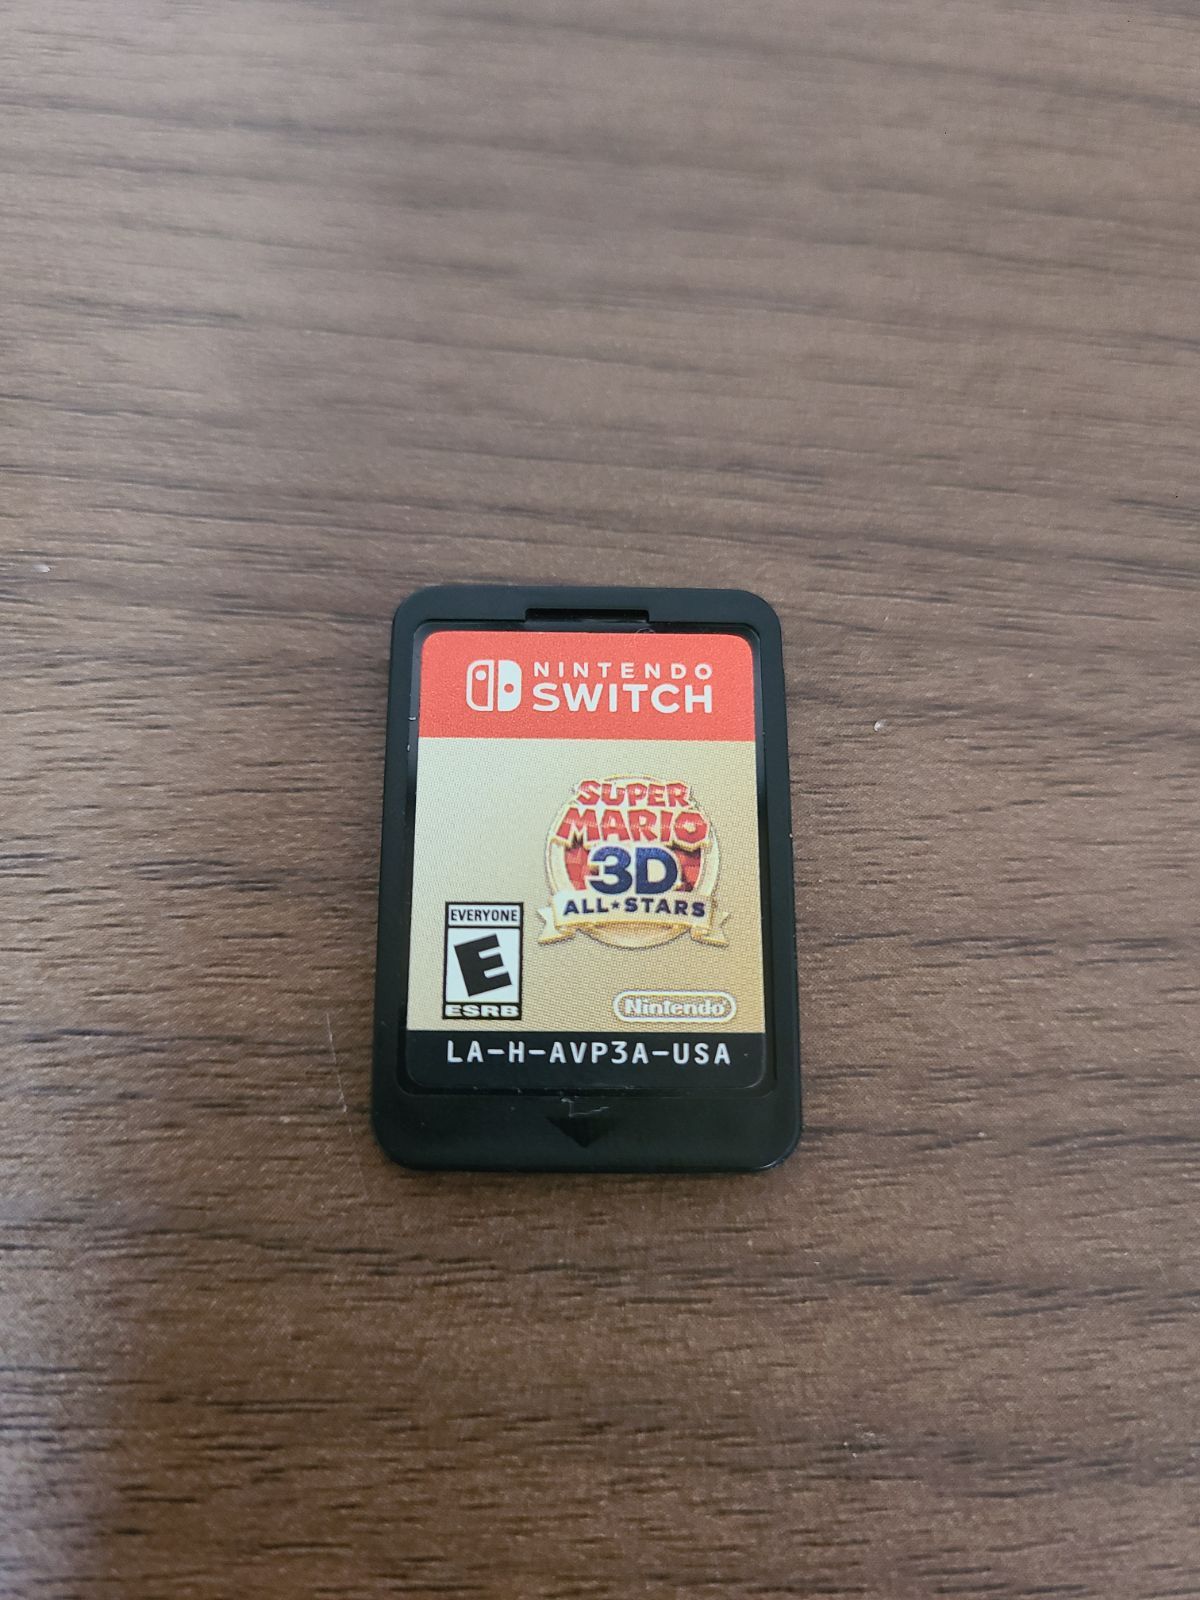 NINTENDO
SWITCH
SUPER
MARIO
3D
ALL★STARS
EVERYONE
E
ESRB
Nintendo
LA-H-AVP3A-USA